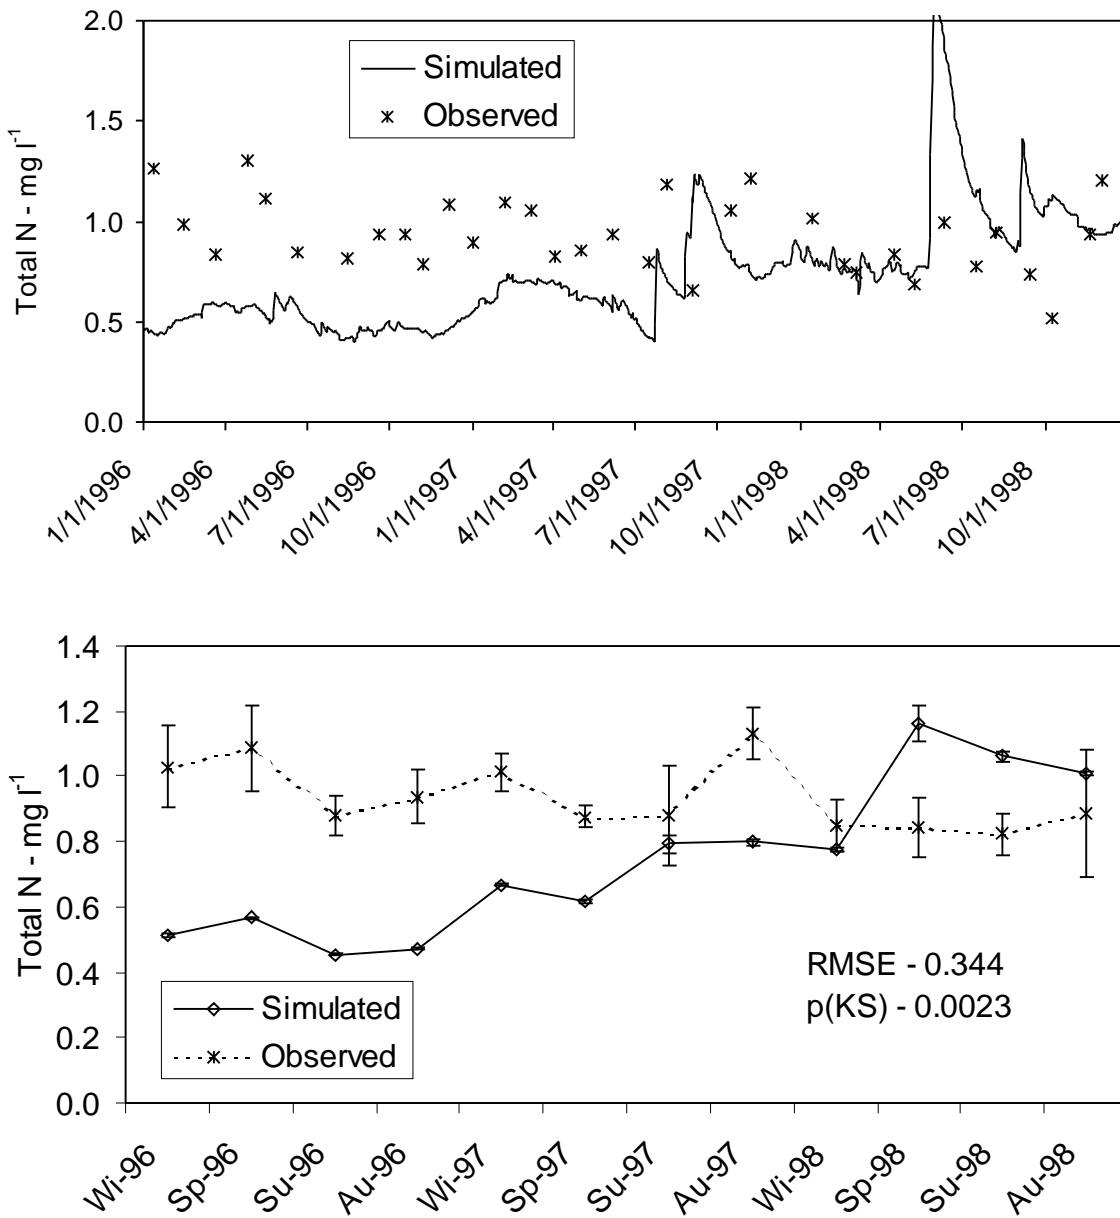 2.0
Simulated
Observed
1.5
1.0
0.5
0.0
Total N - mg l-1
1/1/1996
4/1/1996
7/1/1996
10/1/1996
1/1/1997
4/1/1997
7/1/1997
10/1/1997
1/1/1998
4/1/1998
7/1/1998
10/1/1998
1.4
1.2
1.0
0.8
0.6
0.4
0.2
0.0
Total N - mg l-1
RMSE - 0.344
p(KS) - 0.0023
Simulated
Observed
Wi-96
Sp-96
Su-96
Au-96
Wi-97
Sp-97
Su-97
Au-97
Wi-98
Sp-98
Su-98
Au-98